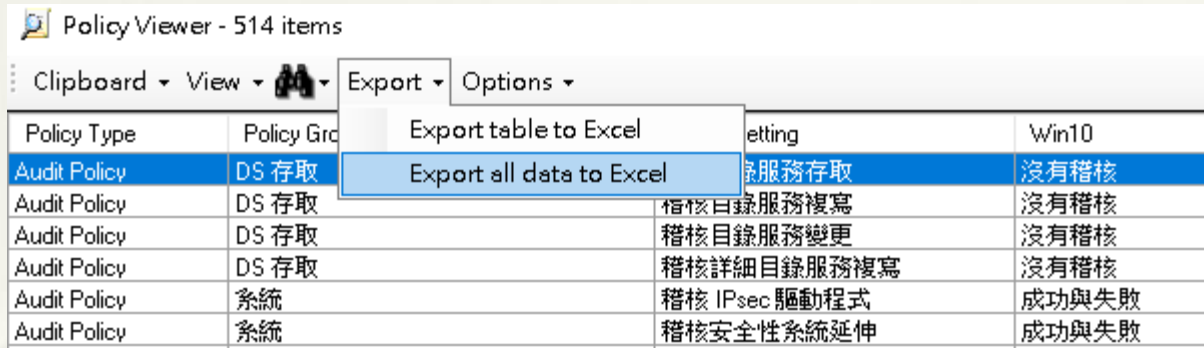 Policy Viewer - 514 items
Clipboard View Export Options
Export table to Excel
Export all data to Excel
Policy Type Policy Gro etting Win10
Audit Policy DS 存取 錄服務存取 沒有稽核
Audit Policy DS 存取 稽核目錄服務複寫 沒有稽核
Audit Policy DS 存取 稽核目錄服務變更 沒有稽核
Audit Policy DS 存取 稽核詳細目錄服務複寫 沒有稽核
Audit Policy 系統 稽核 IPsec 驅動程式 成功與失敗
Audit Policy 系統 稽核安全性系統延伸 成功與失敗